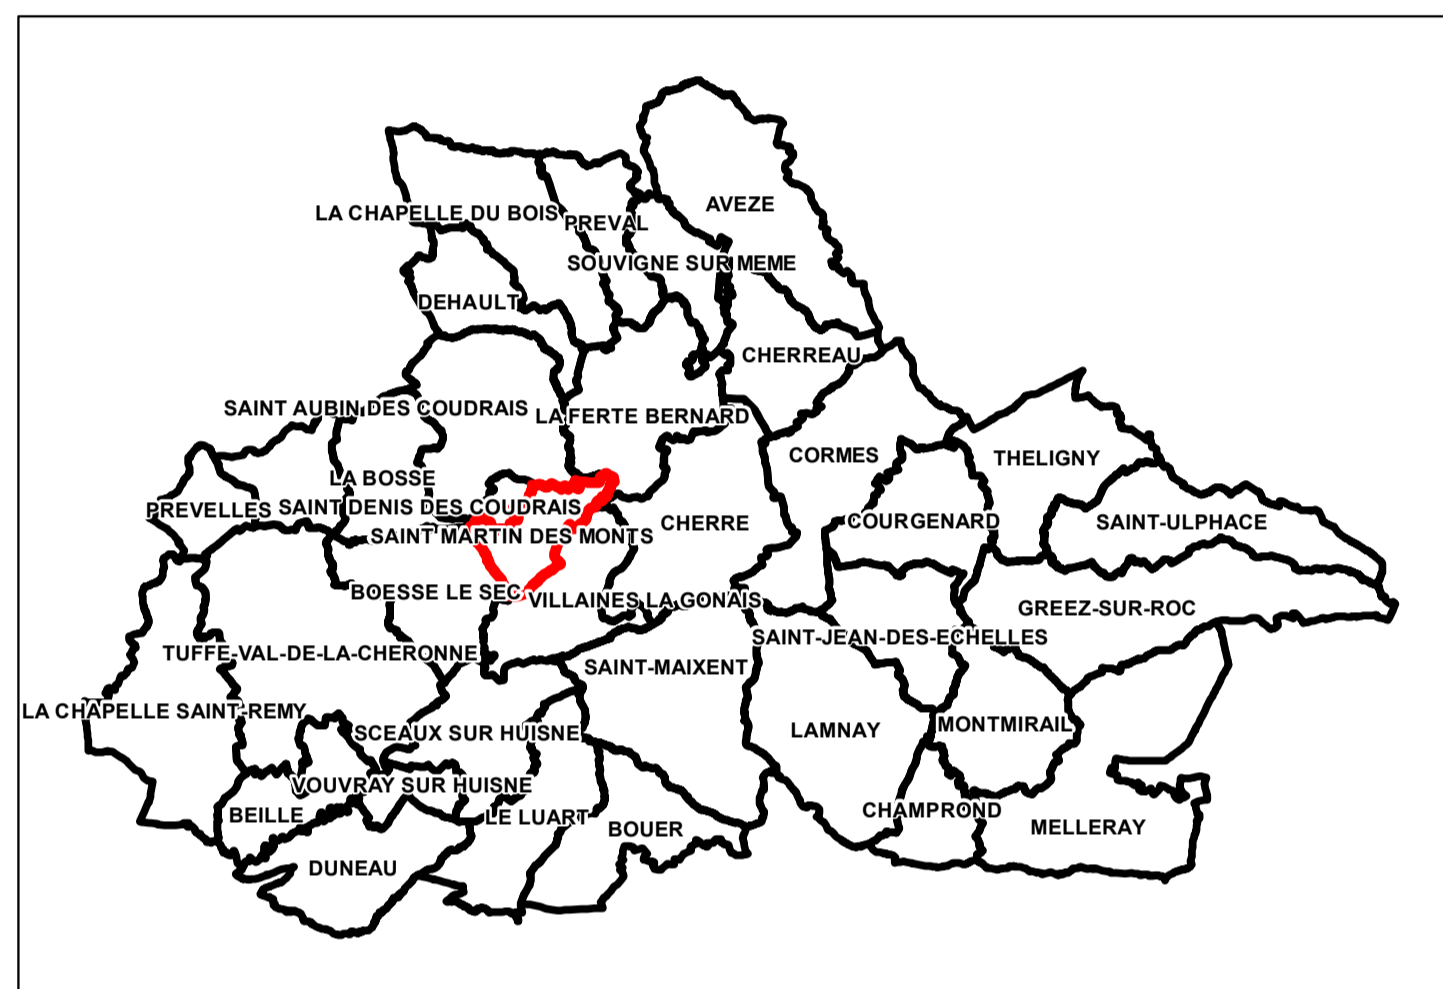 AVEZE
LA CHAPELLE DU BOIS
PREVAL
SOUVIGNE SUR MEME
DEHAULT
CHERREAU
SAINT AUBIN DES COUDRAIS
LA FERTE BERNARD
CORMES
THELIGNY
LA BOSSE
PREVELLES
SAINT DENIS DES COUDRAIS
CHERRE
COURGENARD
SAINT-ULPHACE
SAINT MARTIN DES MONTS
BOESSE LE SEC
VILLAINES LA GONAIS
GREEZ-SUR-ROC
SAINT-JEAN-DES-ECHELLES
TUFFE-VAL-DE-LA-CHERONNE
SAINT-MAIXENT
LA CHAPELLE SAINT-REMY
SCEAUX SUR HUISNE
LAMNAY
MONTMIRAIL
VOUVRAY SUR HUISNE
BEILLE
LE LUART
BOUER
CHAMPROND
MELLERAY
DUNEAU